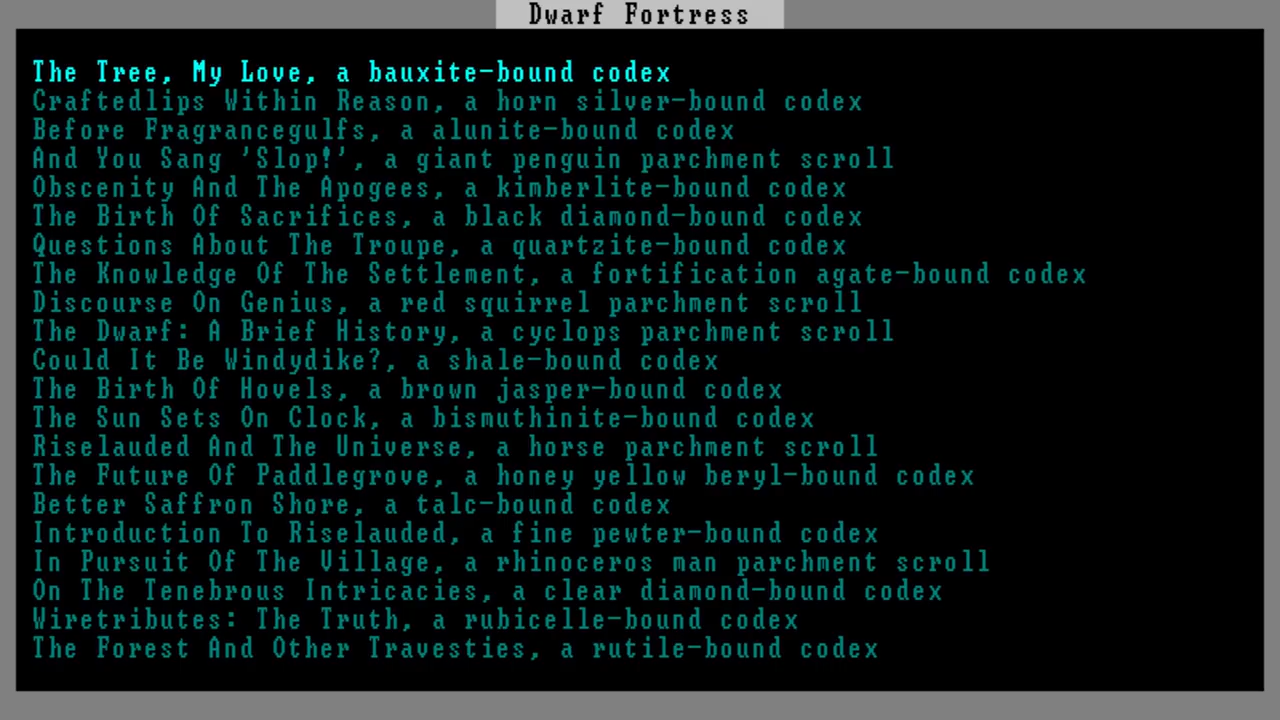 Dwarf Fortress
The Tree, My Love, a bauxite-bound codex
Craftedlips Within Reason, a horn silver-bound codex
Before Fragrancegulfs, a alunite-bound codex
And You Sang 'Slop!', a giant penguin parchment scroll
Obscenity And The Apogees, a kimberlite-bound codex
The Birth Of Sacrifices, a black diamond-bound codex
Questions About The Troupe, a quartzite-bound codex
The Knowledge Of The Settlement, a fortification agate-bound codex
Discourse On Genius, a red squirrel parchment scroll
The Dwarf: A Brief History, a cyclops parchment scroll
Could It Be Windydike?, a shale-bound codex
The Birth Of Hovels, a brown jasper-bound codex
The Sun Sets On Clock, a bismuthinite-bound codex
Riselauded And The Universe, a horse parchment scroll
The Future Of Paddlegrove, a honey yellow beryl-bound codex
Better Saffron Shore, a talc-bound codex
Introduction To Riselauded, a fine pewter-bound codex
In Pursuit Of The Village, a rhinoceros man parchment scroll
On The Tenebrous Intricacies, a clear diamond-bound codex
Wiretributes: The Truth, a rubicelle-bound codex
The Forest And Other Travesties, a rutile-bound codex